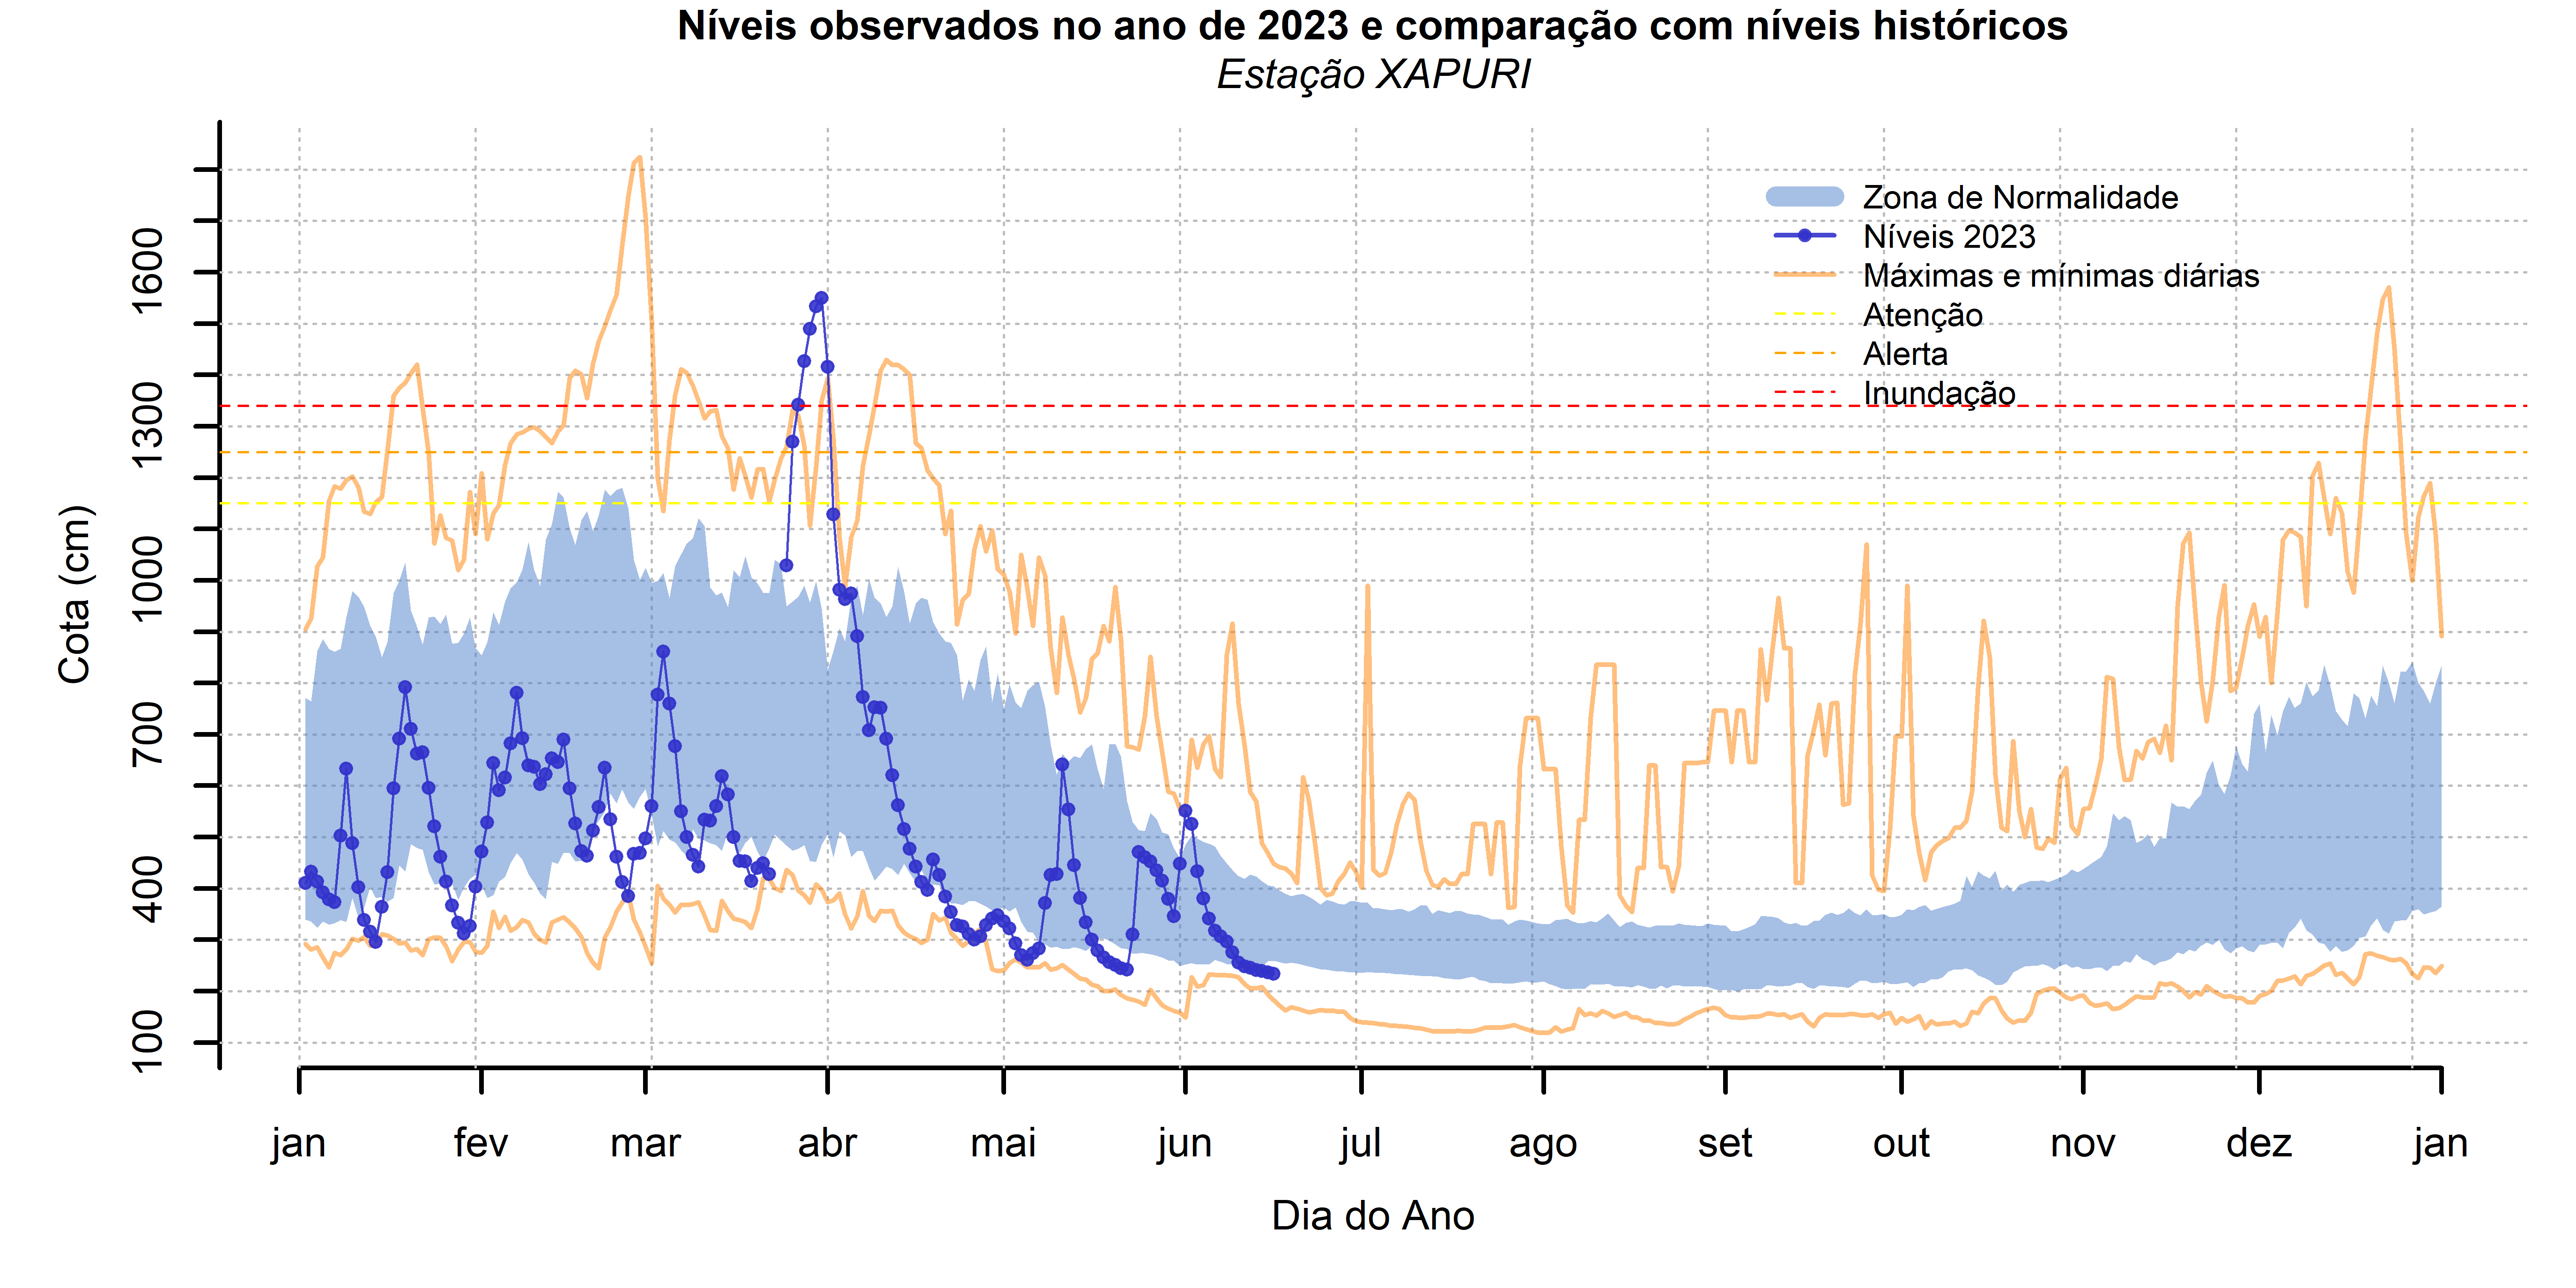 Níveis observados no ano de 2023 e comparação com níveis históricos
Estação XAPURI
Zona de Normalidade
Níveis 2023
Máximas e mínimas diárias
Atenção
Alerta
Inundação
Cota (cm)
1600
1300
1000
700
400
100
jan fev mar abr mai jun jul ago set out nov dez jan
Dia do Ano